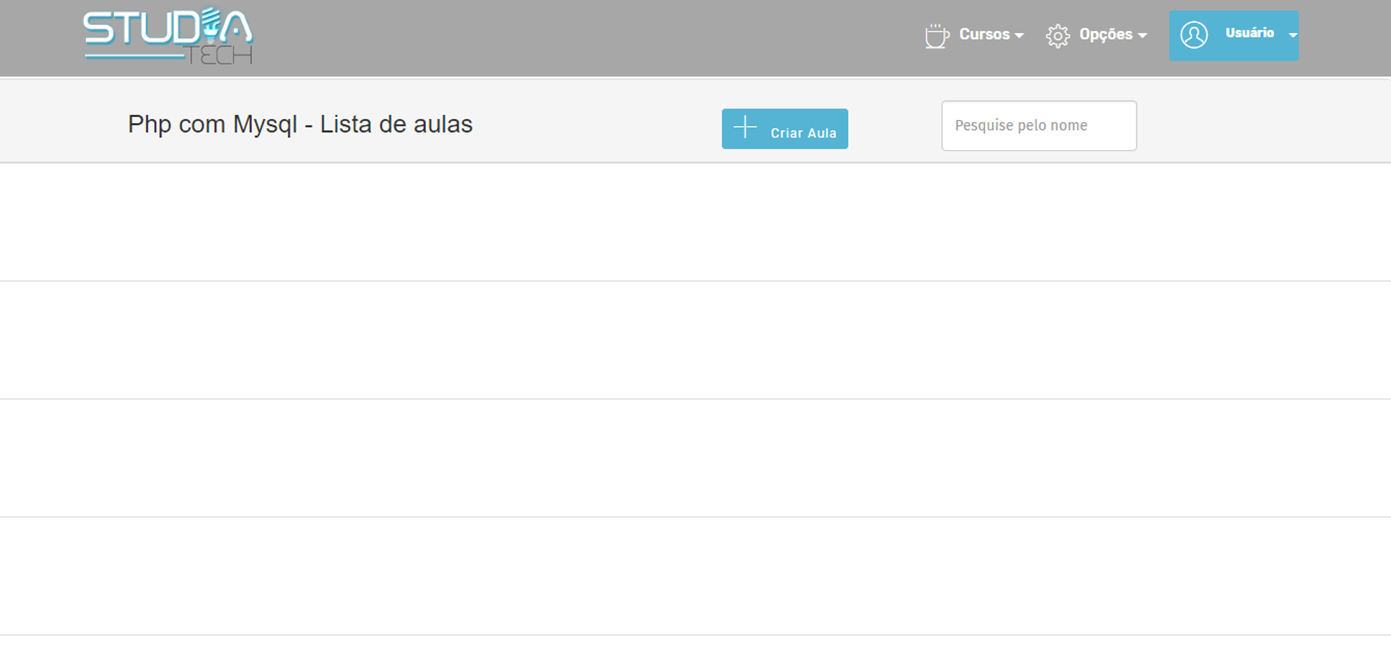 STUDIA
TECH
Cursos
Opções
Usuário
Php com Mysql - Lista de aulas
Criar Aula
Pesquise pelo nome